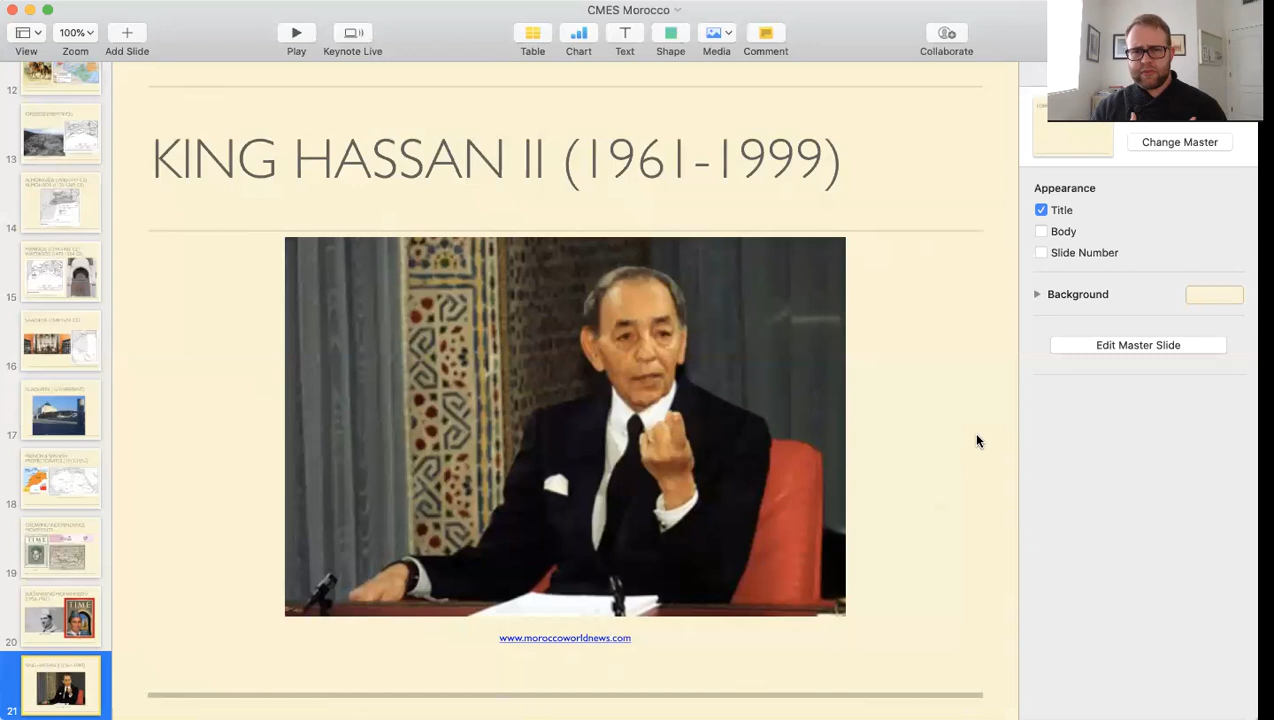 CMES Morocco
View
100%
Zoom
Add Slide
Play
Keynote Live
Table
Chart
Text
Shape
Media
Comment
Collaborate
12
13
14
15
16
17
18
19
TIME
20
TIME
21
KING HASSAN II (1961-1999)
www.moroccoworldnews.com
Change Master
Appearance
Title
Body
Slide Number
Background
Edit Master Slide